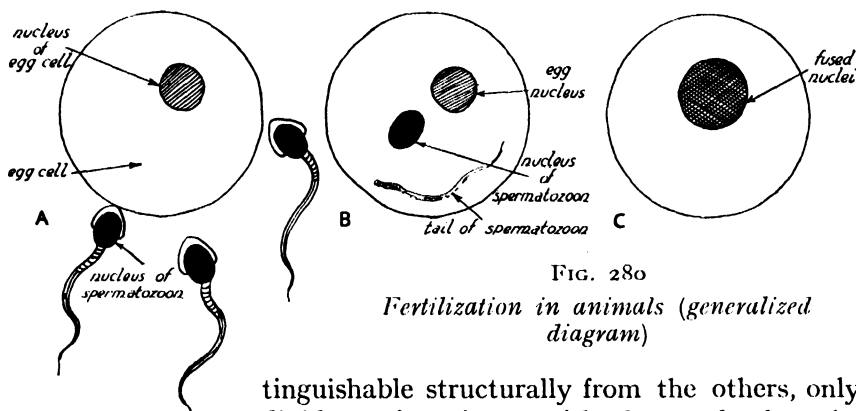 nucleus
of
egg cell
egg cell
A
nucleus of
spermatozoon
egg
nucleus
nucleus
of
spermatozoon
tail of spermatozoon
B
fused
nuclei
C
FIG. 280
Fertilization in animals (generalized
diagram)
tinguishable structurally from the others, only